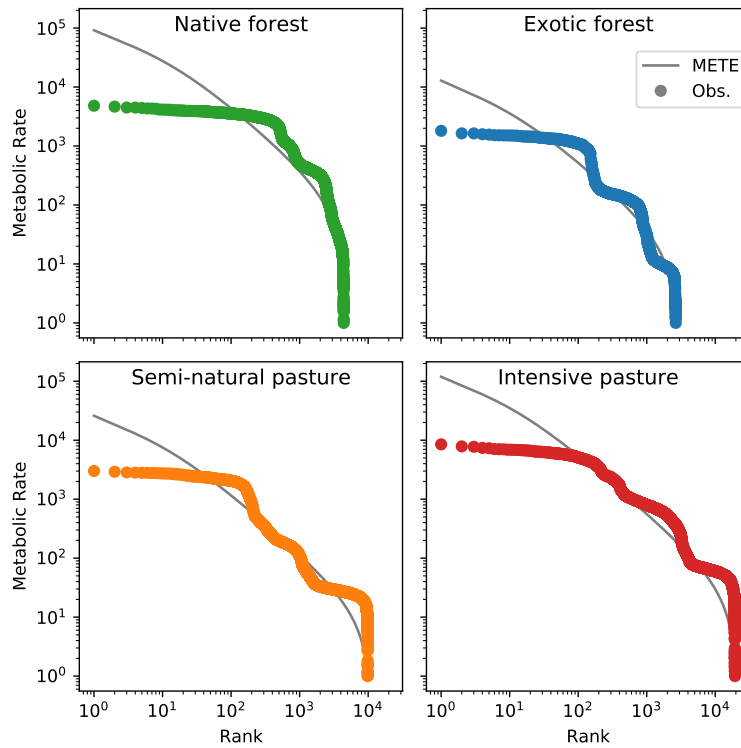 Native forest
Exotic forest
10^5
10^4
10^3
10^2
10^1
10^0
Metabolic Rate
METE
Obs.
Semi-natural pasture
Intensive pasture
10^5
10^4
10^3
10^2
10^1
10^0
Metabolic Rate
10^0 10^1 10^2 10^3 10^4
10^0 10^1 10^2 10^3 10^4
Rank
Rank